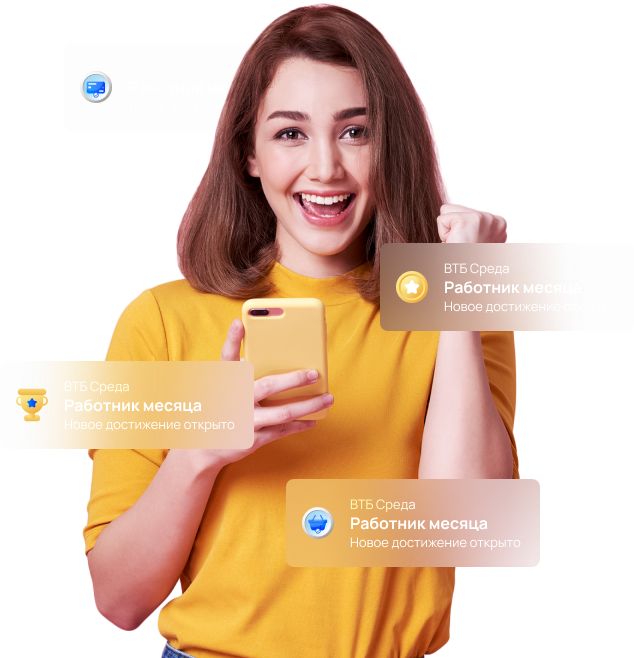 ВТБ Среда
Работник месяца
Новое достижение
ВТБ Среда
Работник месяца
Новое достижение открыто
ВТБ Среда
Работник месяца
Новое достижение открыто